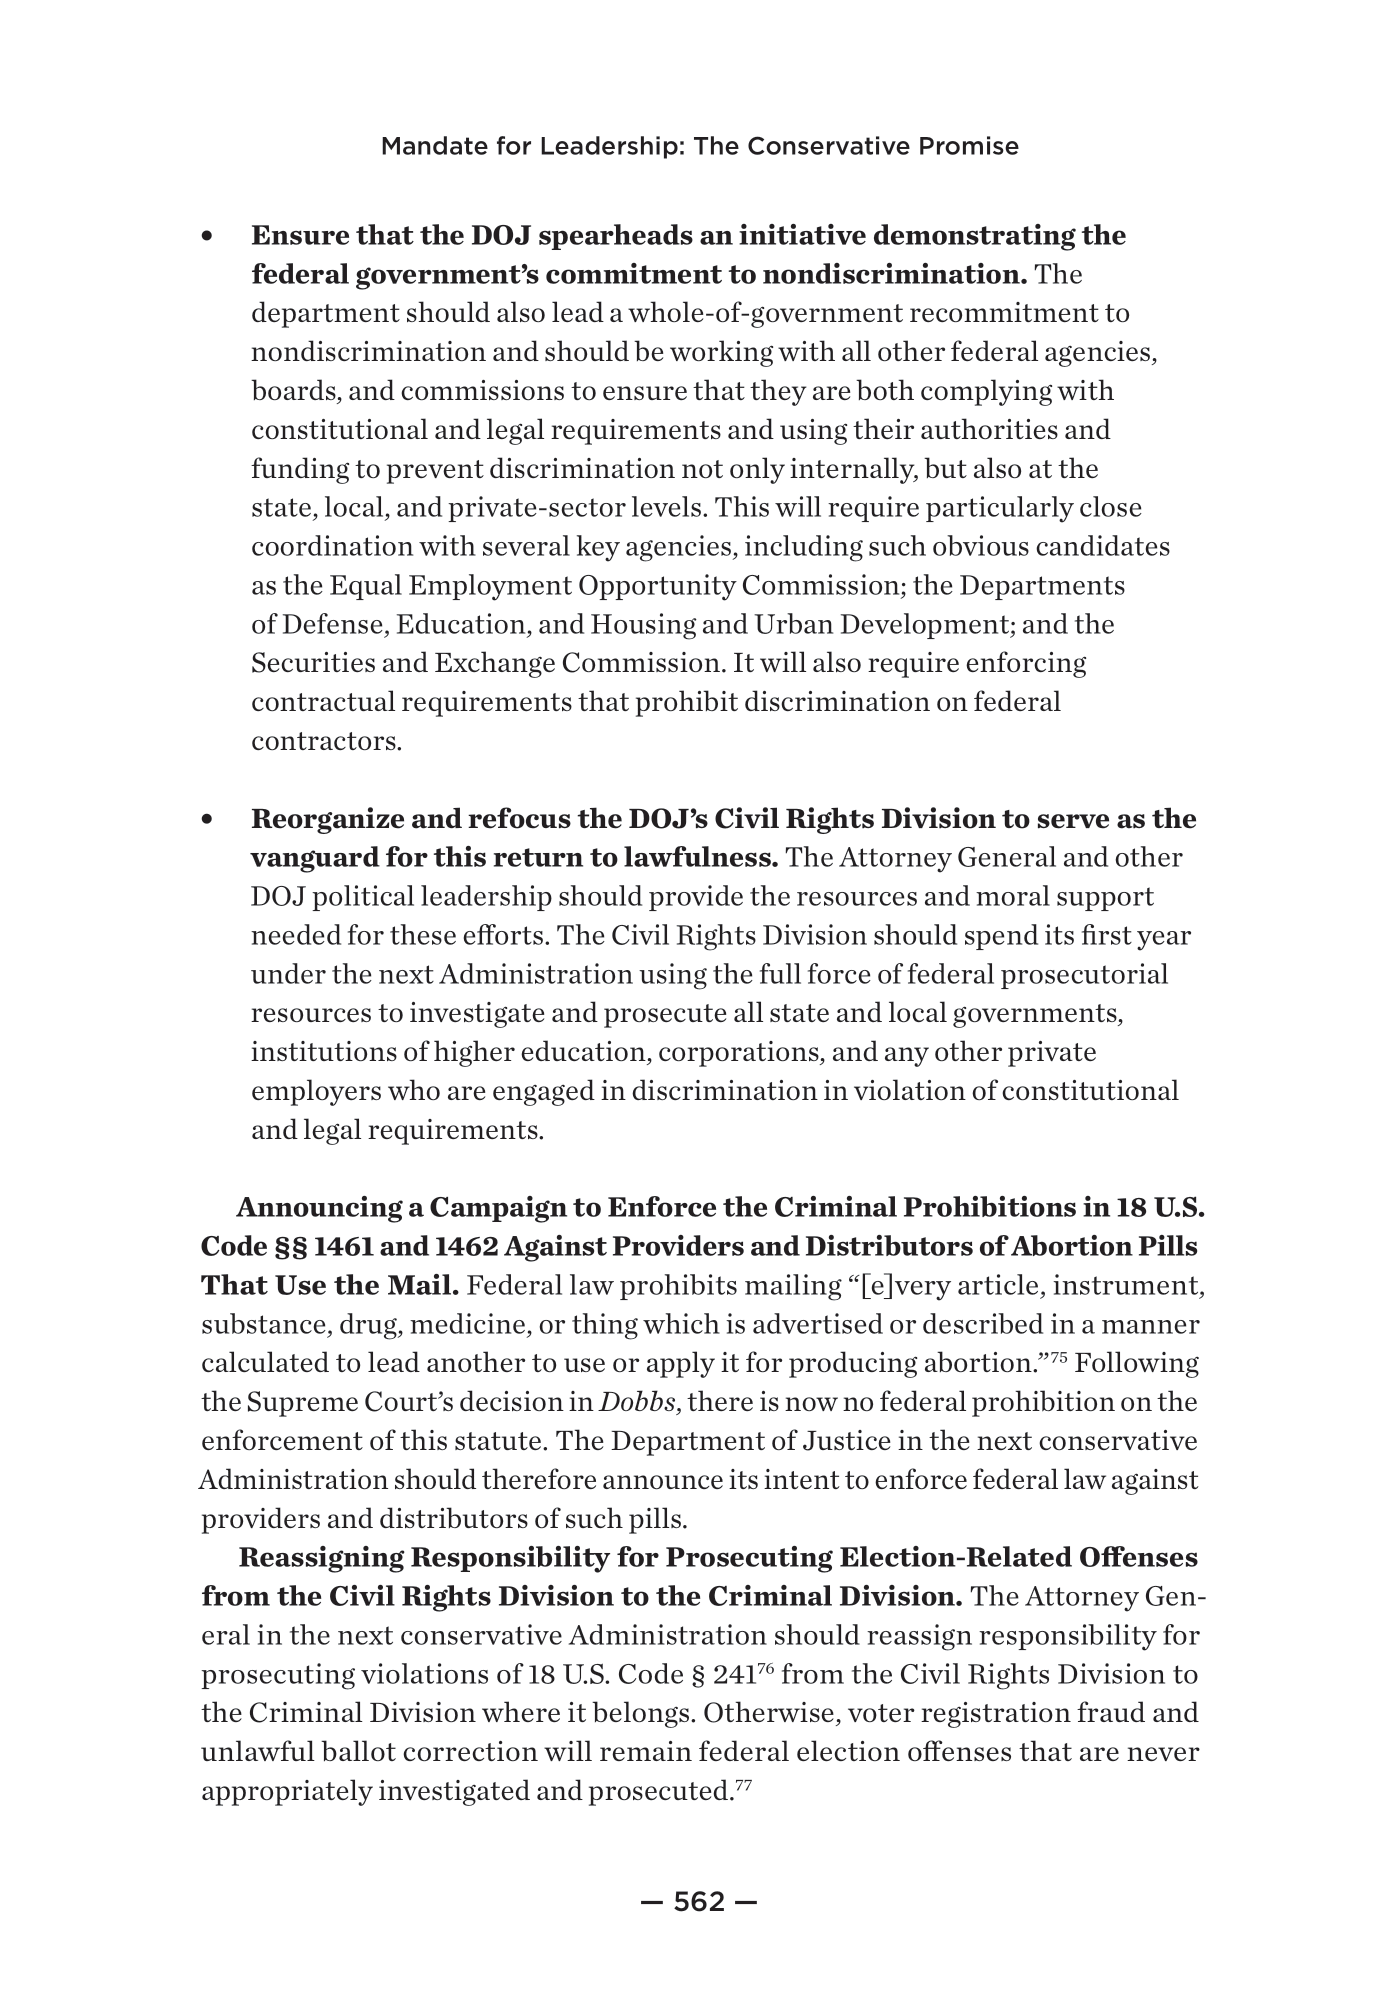 Mandate for Leadership: The Conservative Promise
• Ensure that the DOJ spearheads an initiative demonstrating the
federal government’s commitment to nondiscrimination. The
department should also lead a whole-of-government recommitment to
nondiscrimination and should be working with all other federal agencies,
boards, and commissions to ensure that they are both complying with
constitutional and legal requirements and using their authorities and
funding to prevent discrimination not only internally, but also at the
state, local, and private-sector levels. This will require particularly close
coordination with several key agencies, including such obvious candidates
as the Equal Employment Opportunity Commission; the Departments
of Defense, Education, and Housing and Urban Development; and the
Securities and Exchange Commission. It will also require enforcing
contractual requirements that prohibit discrimination on federal
contractors.
• Reorganize and refocus the DOJ’s Civil Rights Division to serve as the
vanguard for this return to lawfulness. The Attorney General and other
DOJ political leadership should provide the resources and moral support
needed for these efforts. The Civil Rights Division should spend its first year
under the next Administration using the full force of federal prosecutorial
resources to investigate and prosecute all state and local governments,
institutions of higher education, corporations, and any other private
employers who are engaged in discrimination in violation of constitutional
and legal requirements.
Announcing a Campaign to Enforce the Criminal Prohibitions in 18 U.S.
Code §§ 1461 and 1462 Against Providers and Distributors of Abortion Pills
That Use the Mail. Federal law prohibits mailing “[e]very article, instrument,
substance, drug, medicine, or thing which is advertised or described in a manner
calculated to lead another to use or apply it for producing abortion.”75 Following
the Supreme Court’s decision in Dobbs, there is now no federal prohibition on the
enforcement of this statute. The Department of Justice in the next conservative
Administration should therefore announce its intent to enforce federal law against
providers and distributors of such pills.
Reassigning Responsibility for Prosecuting Election-Related Offenses
from the Civil Rights Division to the Criminal Division. The Attorney Gen-
eral in the next conservative Administration should reassign responsibility for
prosecuting violations of 18 U.S. Code § 24176 from the Civil Rights Division to
the Criminal Division where it belongs. Otherwise, voter registration fraud and
unlawful ballot correction will remain federal election offenses that are never
appropriately investigated and prosecuted.77
— 562 —